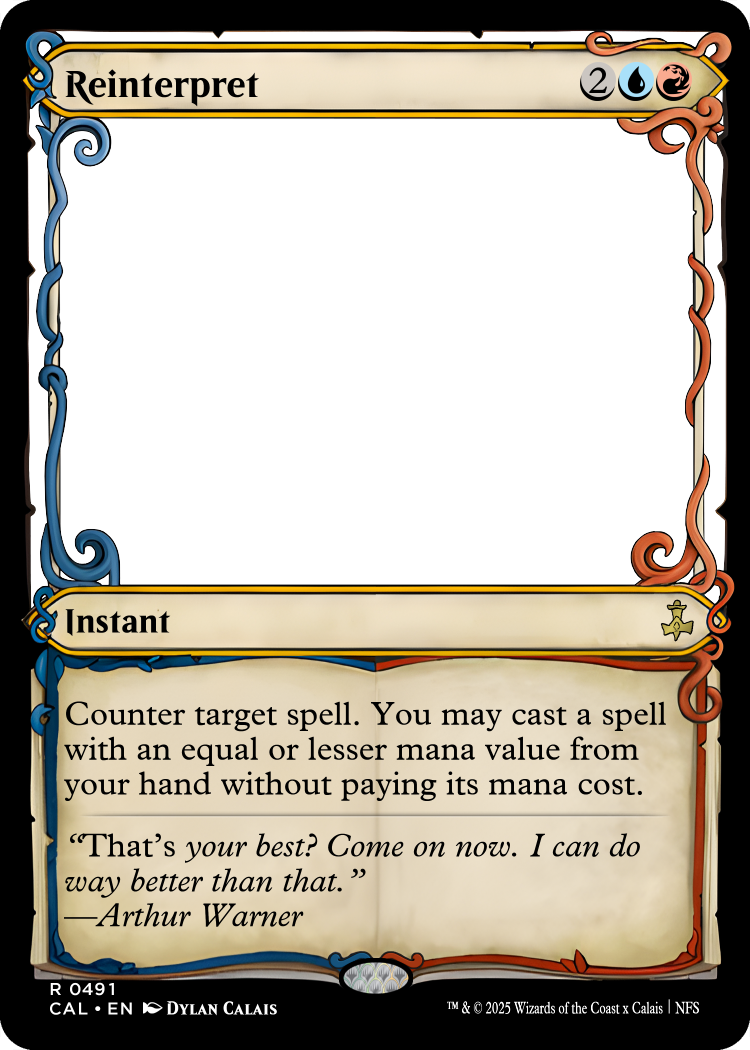 Reinterpret 2
Instant
Counter target spell. You may cast a spell
with an equal or lesser mana value from
your hand without paying its mana cost.
“That’s your best? Come on now. I can do
way better than that.”
—Arthur Warner
R 0491
CAL • EN DYLAN CALAIS
™ & © 2025 Wizards of the Coast x Calais | NFS